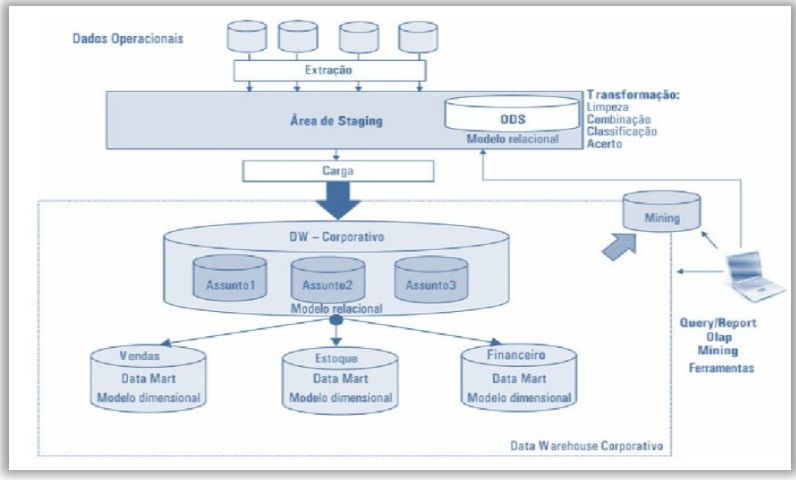 Dados Operacionais
Extração
Área de Staging
ODS
Modelo relacional
Transformação:
Limpeza
Combinação
Classificação
Acerto
Carga
Mining
DW – Corporativo
Assunto1
Assunto2
Assunto3
Modelo relacional
Query/Report
Olap
Mining
Ferramentas
Vendas
Data Mart
Modelo dimensional
Estoque
Data Mart
Modelo dimensional
Financeiro
Data Mart
Modelo dimensional
Data Warehouse Corporativo